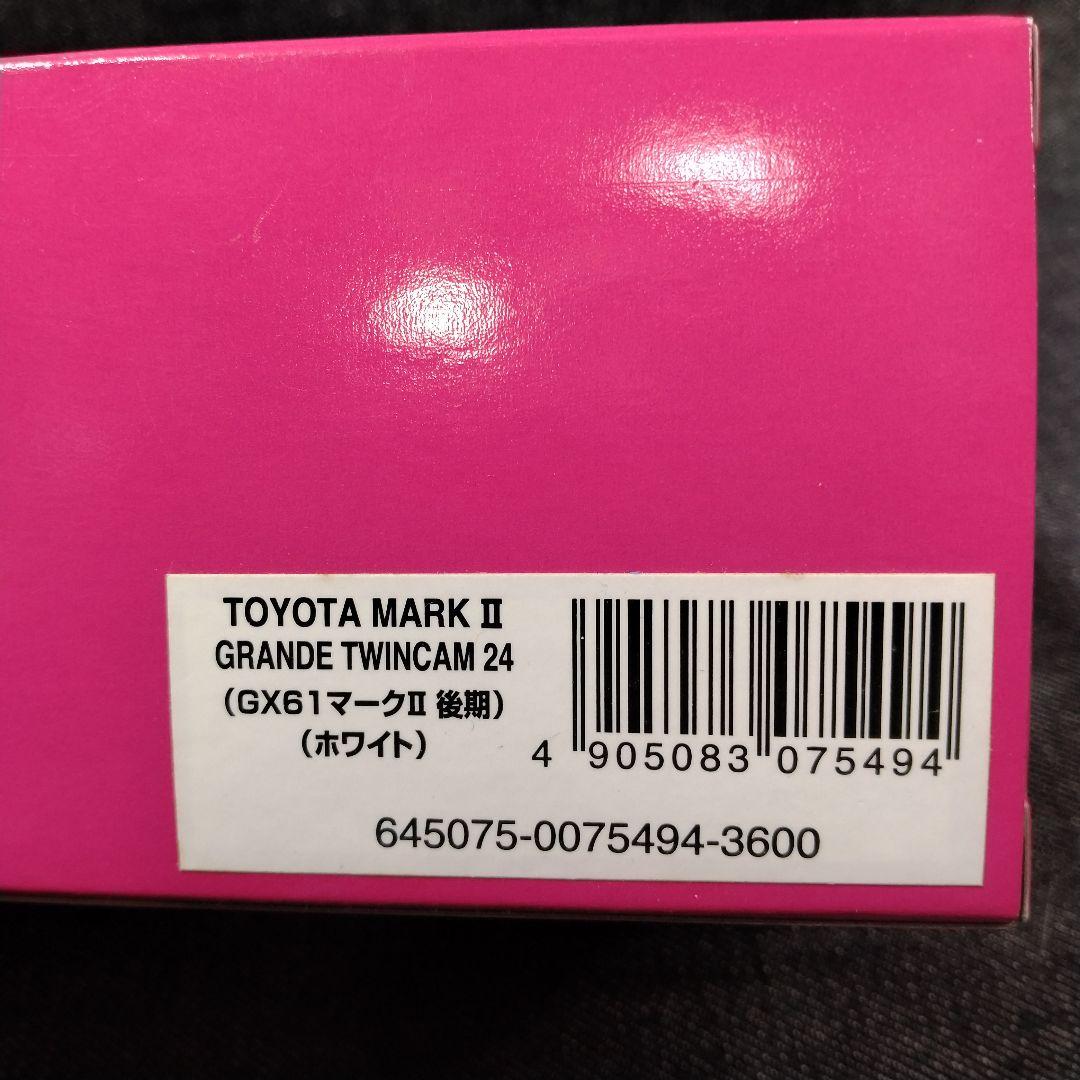 TOYOTA MARK Ⅱ
GRANDE TWINCAM 24
(GX61マークⅡ 後期)
(ホワイト)
4 905083 075494
645075-0075494-3600